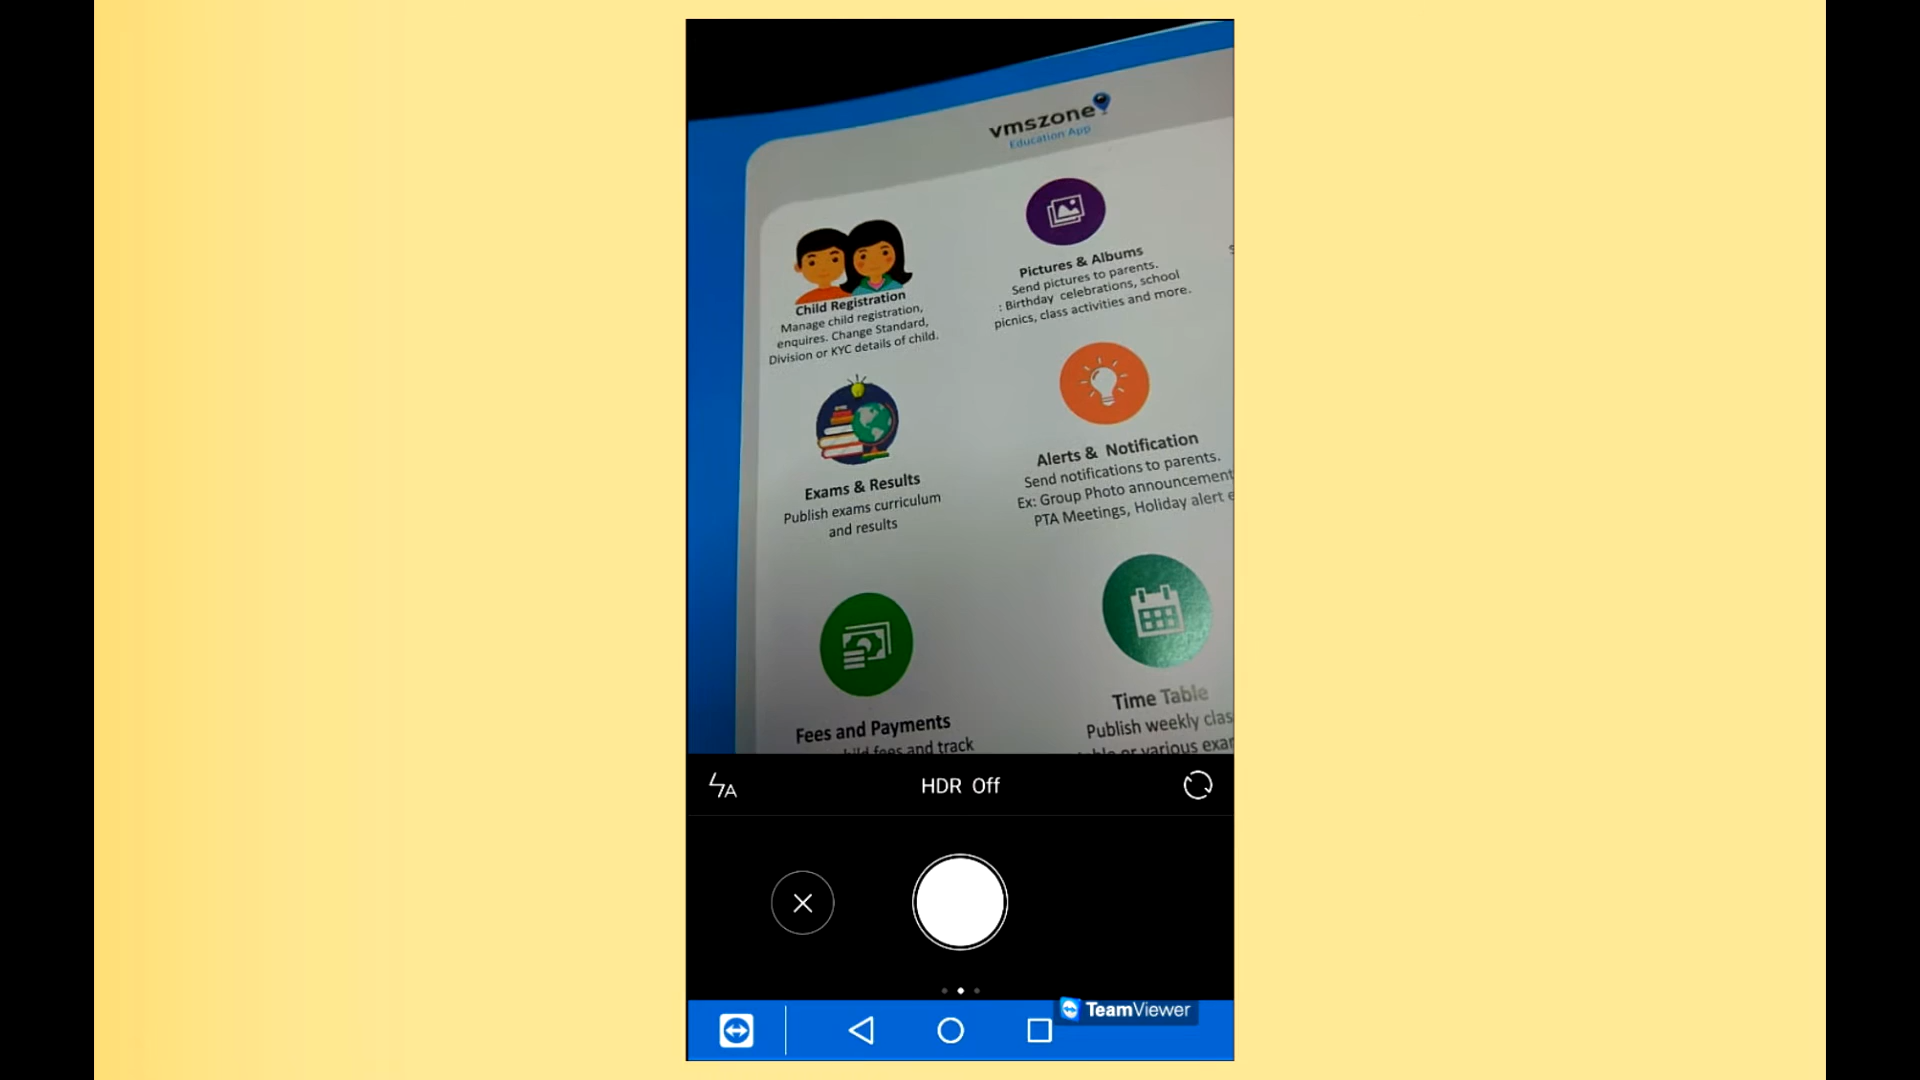 vmszone
Education App
Pictures & Albums
Send pictures to parents.
: Birthday celebrations, school
picnics, class activities and more.
Child Registration
Manage child registration,
enquires. Change Standard,
Division or KYC details of child.
Alerts & Notification
Send notifications to parents.
Ex: Group Photo announcement
PTA Meetings, Holiday alert e
Exams & Results
Publish exams curriculum
and results
Time Table
Publish weekly clas
or various exar
Fees and Payments
fees and track
HDR Off
TeamViewer